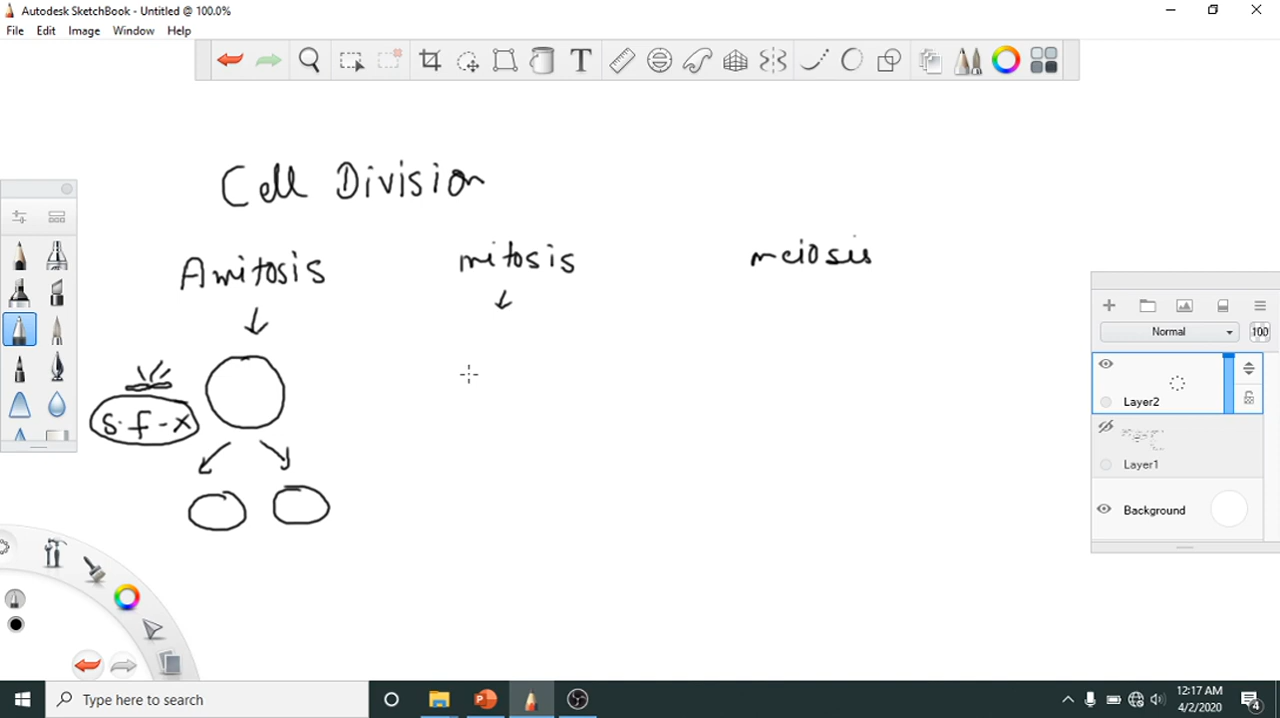 Autodesk SketchBook - Untitled @ 100.0%
File Edit Image Window Help
T
Cell Division
Amitosis mitosis meiosis
s.f-x
Normal 100
Layer2
Layer1
Background
Type here to search
12:17 AM
4/2/2020
4